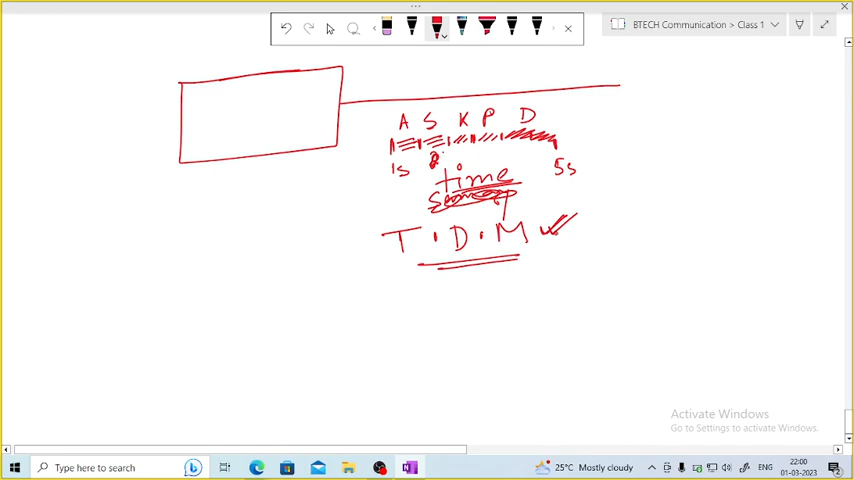 BTECH Communication > Class 1
A S K P D
1s 5s
time
T.D.M ✓
Activate Windows
Go to Settings to activate Windows.
Type here to search
25°C Mostly cloudy
ENG
22:00
01-03-2023
2